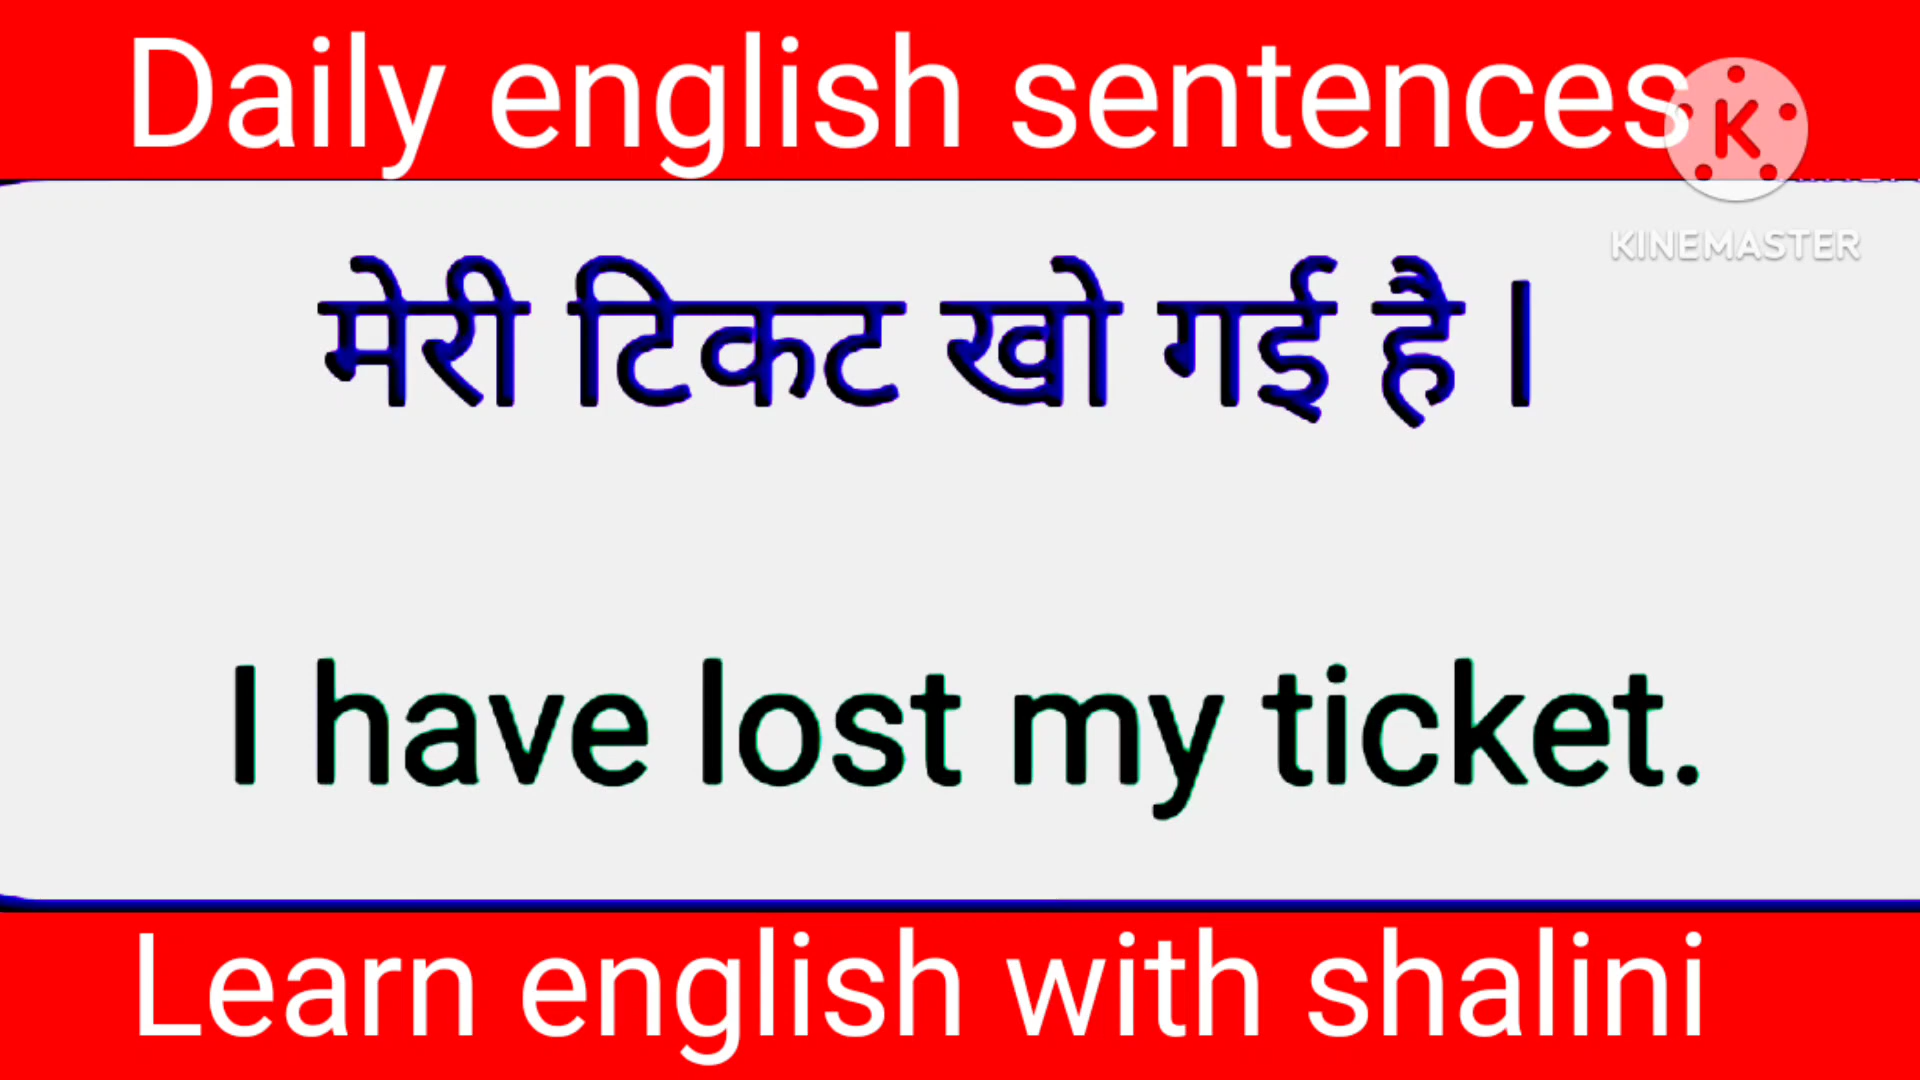 Daily english sentences
K
KINEMASTER
मेरी टिकट खो गई है l
I have lost my ticket.
Learn english with shalini